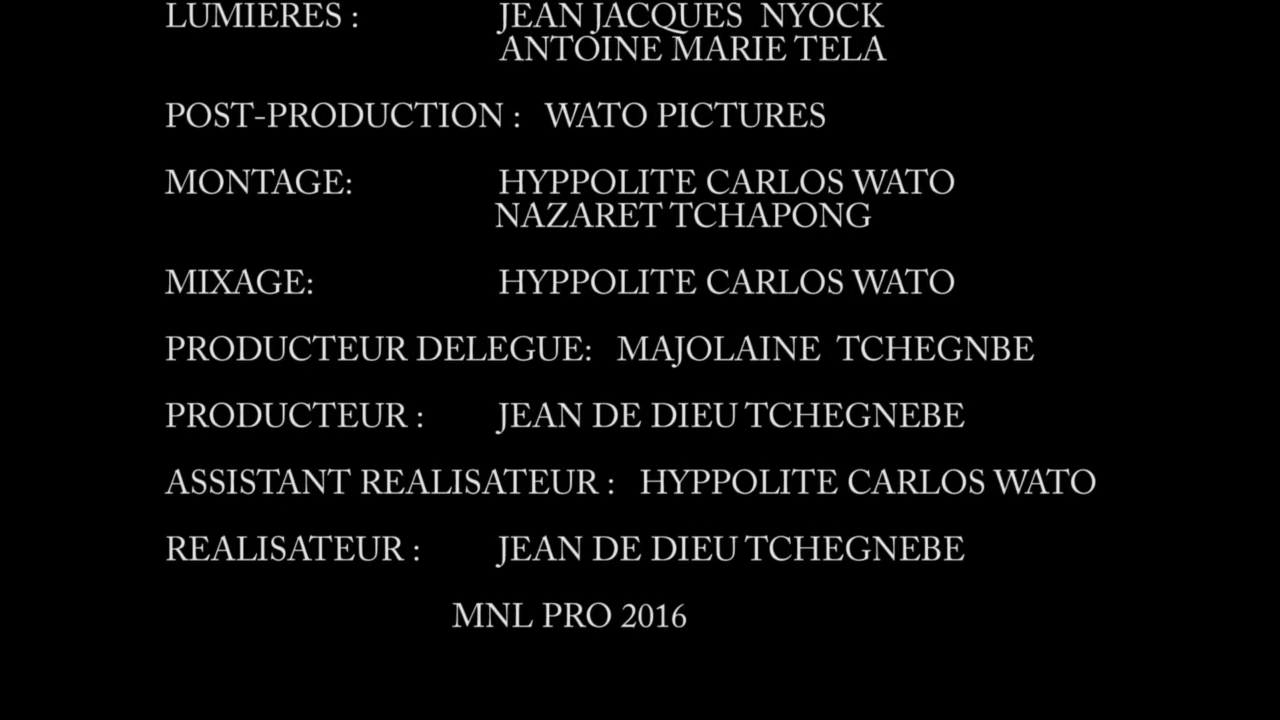 LUMIERES : JEAN JACQUES NYOCK
ANTOINE MARIE TELA
POST-PRODUCTION : WATO PICTURES
MONTAGE: HYPPOLITE CARLOS WATO
NAZARET TCHAPONG
MIXAGE: HYPPOLITE CARLOS WATO
PRODUCTEUR DELEGUE: MAJOLAINE TCHEGNBE
PRODUCTEUR : JEAN DE DIEU TCHEGNEBE
ASSISTANT REALISATEUR : HYPPOLITE CARLOS WATO
REALISATEUR : JEAN DE DIEU TCHEGNEBE
MNL PRO 2016